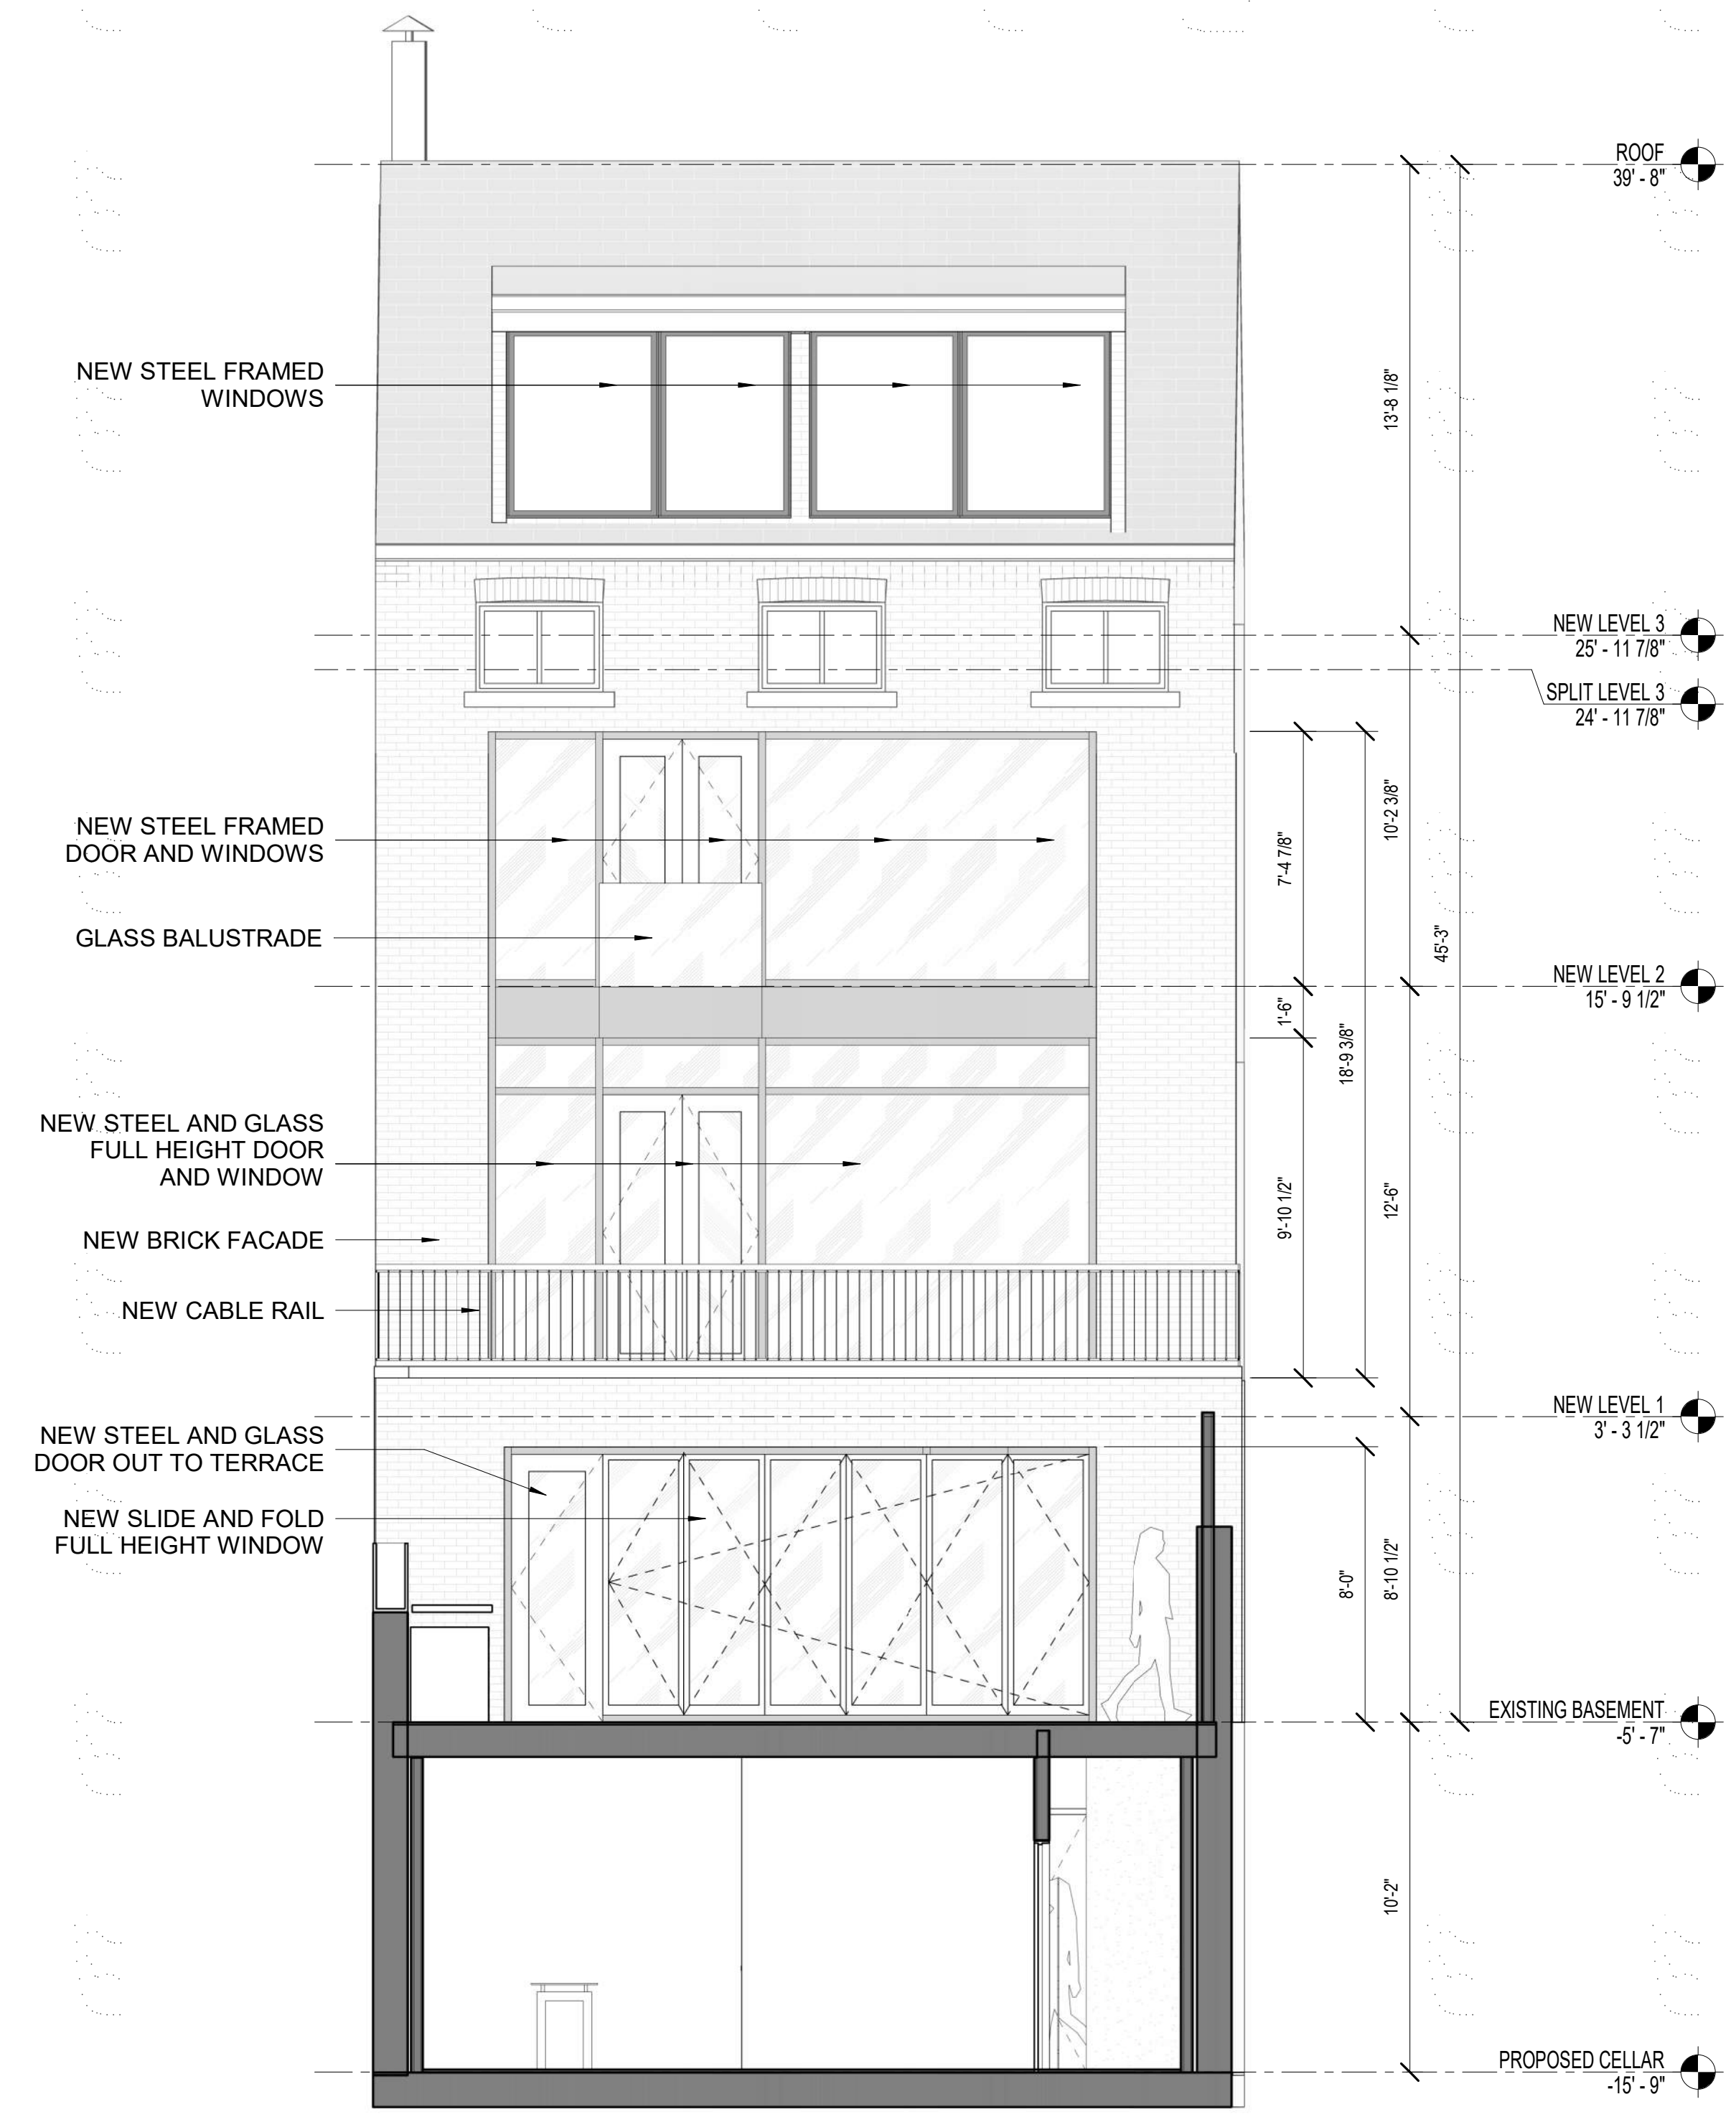 ROOF
39' - 8"
NEW STEEL FRAMED
WINDOWS
13'-8 1/8"
NEW LEVEL 3
25' - 11 7/8"
SPLIT LEVEL 3
24' - 11 7/8"
NEW STEEL FRAMED
DOOR AND WINDOWS
7'-4 7/8"
10'-2 3/8"
GLASS BALUSTRADE
45'-3"
NEW LEVEL 2
15' - 9 1/2"
1'-6"
18'-9 3/8"
NEW STEEL AND GLASS
FULL HEIGHT DOOR
AND WINDOW
9'-10 1/2"
12'-6"
NEW BRICK FACADE
NEW CABLE RAIL
NEW LEVEL 1
3' - 3 1/2"
NEW STEEL AND GLASS
DOOR OUT TO TERRACE
NEW SLIDE AND FOLD
FULL HEIGHT WINDOW
8'-0"
8'-10 1/2"
EXISTING BASEMENT
-5' - 7"
10'-2"
PROPOSED CELLAR
-15' - 9"